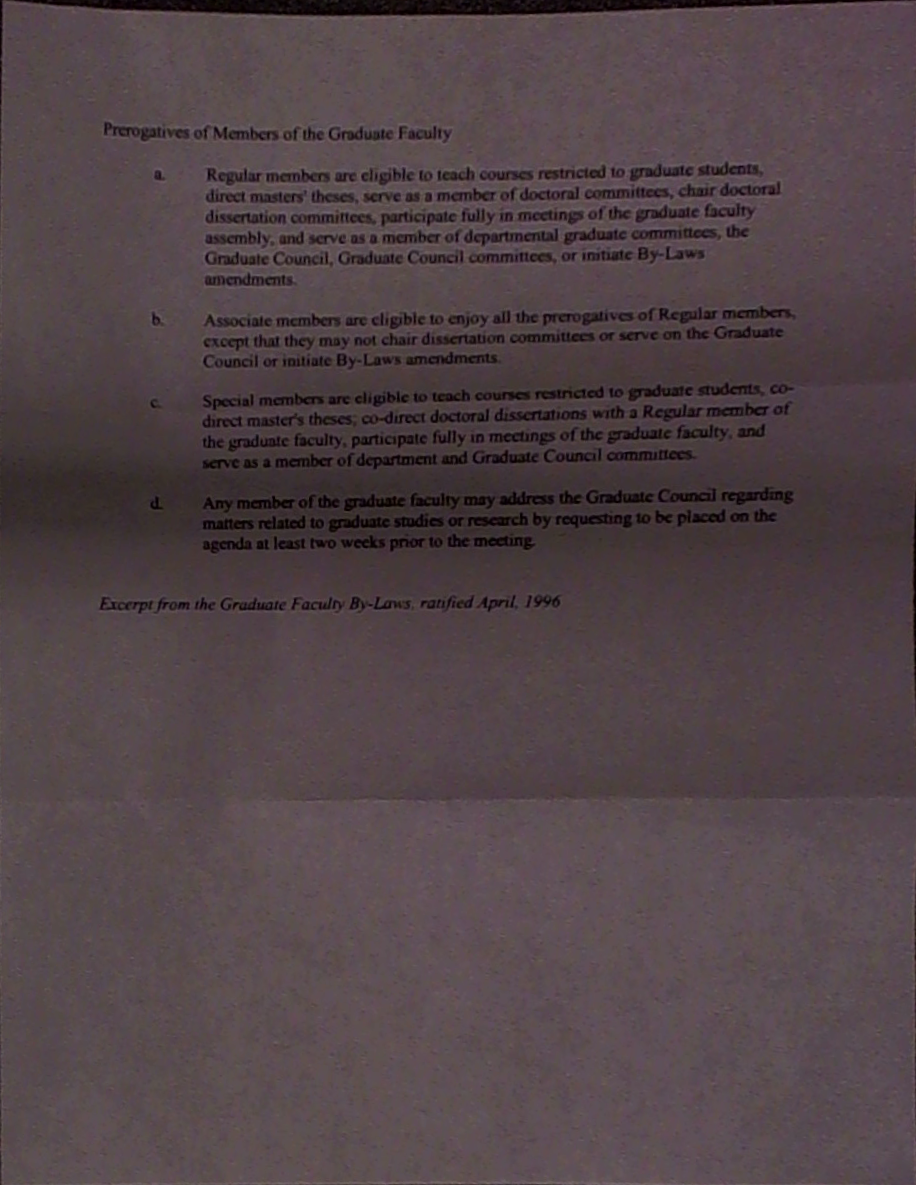 Prerogatives of Members of the Graduate Faculty
a. Regular members are eligible to teach courses restricted to graduate students,
direct masters' theses, serve as a member of doctoral committees, chair doctoral
dissertation committees, participate fully in meetings of the graduate faculty
assembly, and serve as a member of departmental graduate committees, the
Graduate Council, Graduate Council committees, or initiate By-Laws
amendments.
b. Associate members are eligible to enjoy all the prerogatives of Regular members,
except that they may not chair dissertation committees or serve on the Graduate
Council or initiate By-Laws amendments.
c. Special members are eligible to teach courses restricted to graduate students, co-
direct master's theses; co-direct doctoral dissertations with a Regular member of
the graduate faculty, participate fully in meetings of the graduate faculty, and
serve as a member of department and Graduate Council committees.
d. Any member of the graduate faculty may address the Graduate Council regarding
matters related to graduate studies or research by requesting to be placed on the
agenda at least two weeks prior to the meeting.
Excerpt from the Graduate Faculty By-Laws, ratified April, 1996